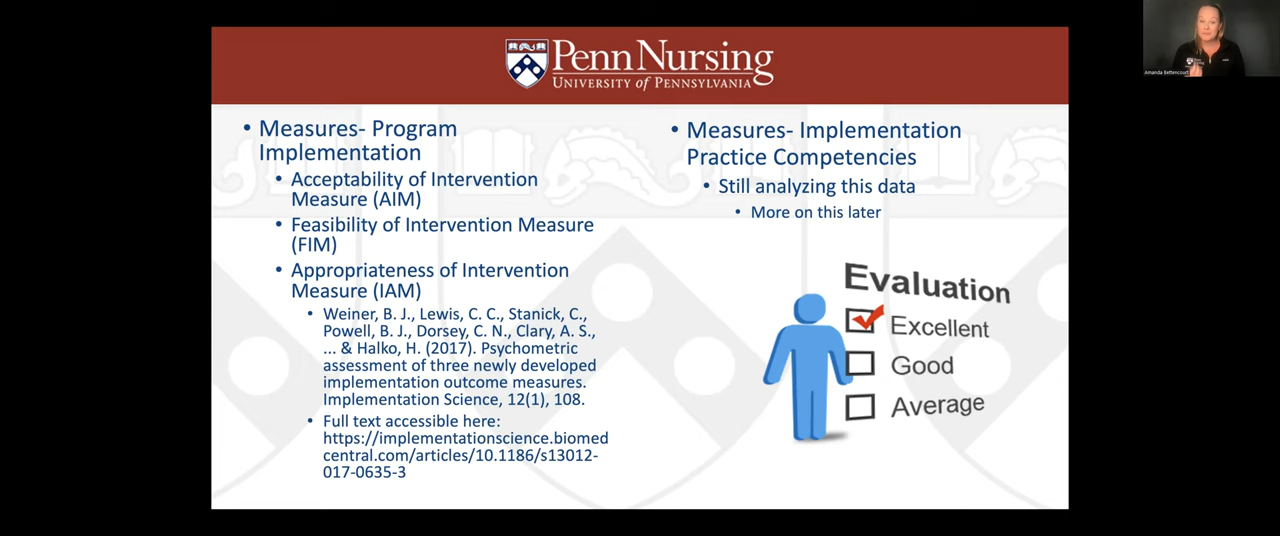 Penn Nursing
UNIVERSITY of PENNSYLVANIA
• Measures- Program
Implementation
• Acceptability of Intervention
Measure (AIM)
• Feasibility of Intervention Measure
(FIM)
• Appropriateness of Intervention
Measure (IAM)
• Weiner, B. J., Lewis, C. C., Stanick, C.,
Powell, B. J., Dorsey, C. N., Clary, A. S.,
... & Halko, H. (2017). Psychometric
assessment of three newly developed
implementation outcome measures.
Implementation Science, 12(1), 108.
• Full text accessible here:
https://implementationscience.biomed
central.com/articles/10.1186/s13012-
017-0635-3
• Measures- Implementation
Practice Competencies
• Still analyzing this data
• More on this later
Evaluation
Excellent
Good
Average
Amanda Bettencourt